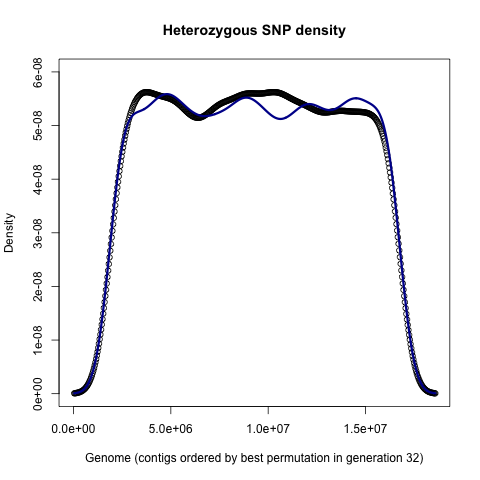 Heterozygous SNP density
6e-08
5e-08
4e-08
3e-08
2e-08
1e-08
0e+00
Density
0.0e+00 5.0e+06 1.0e+07 1.5e+07
Genome (contigs ordered by best permutation in generation 32)